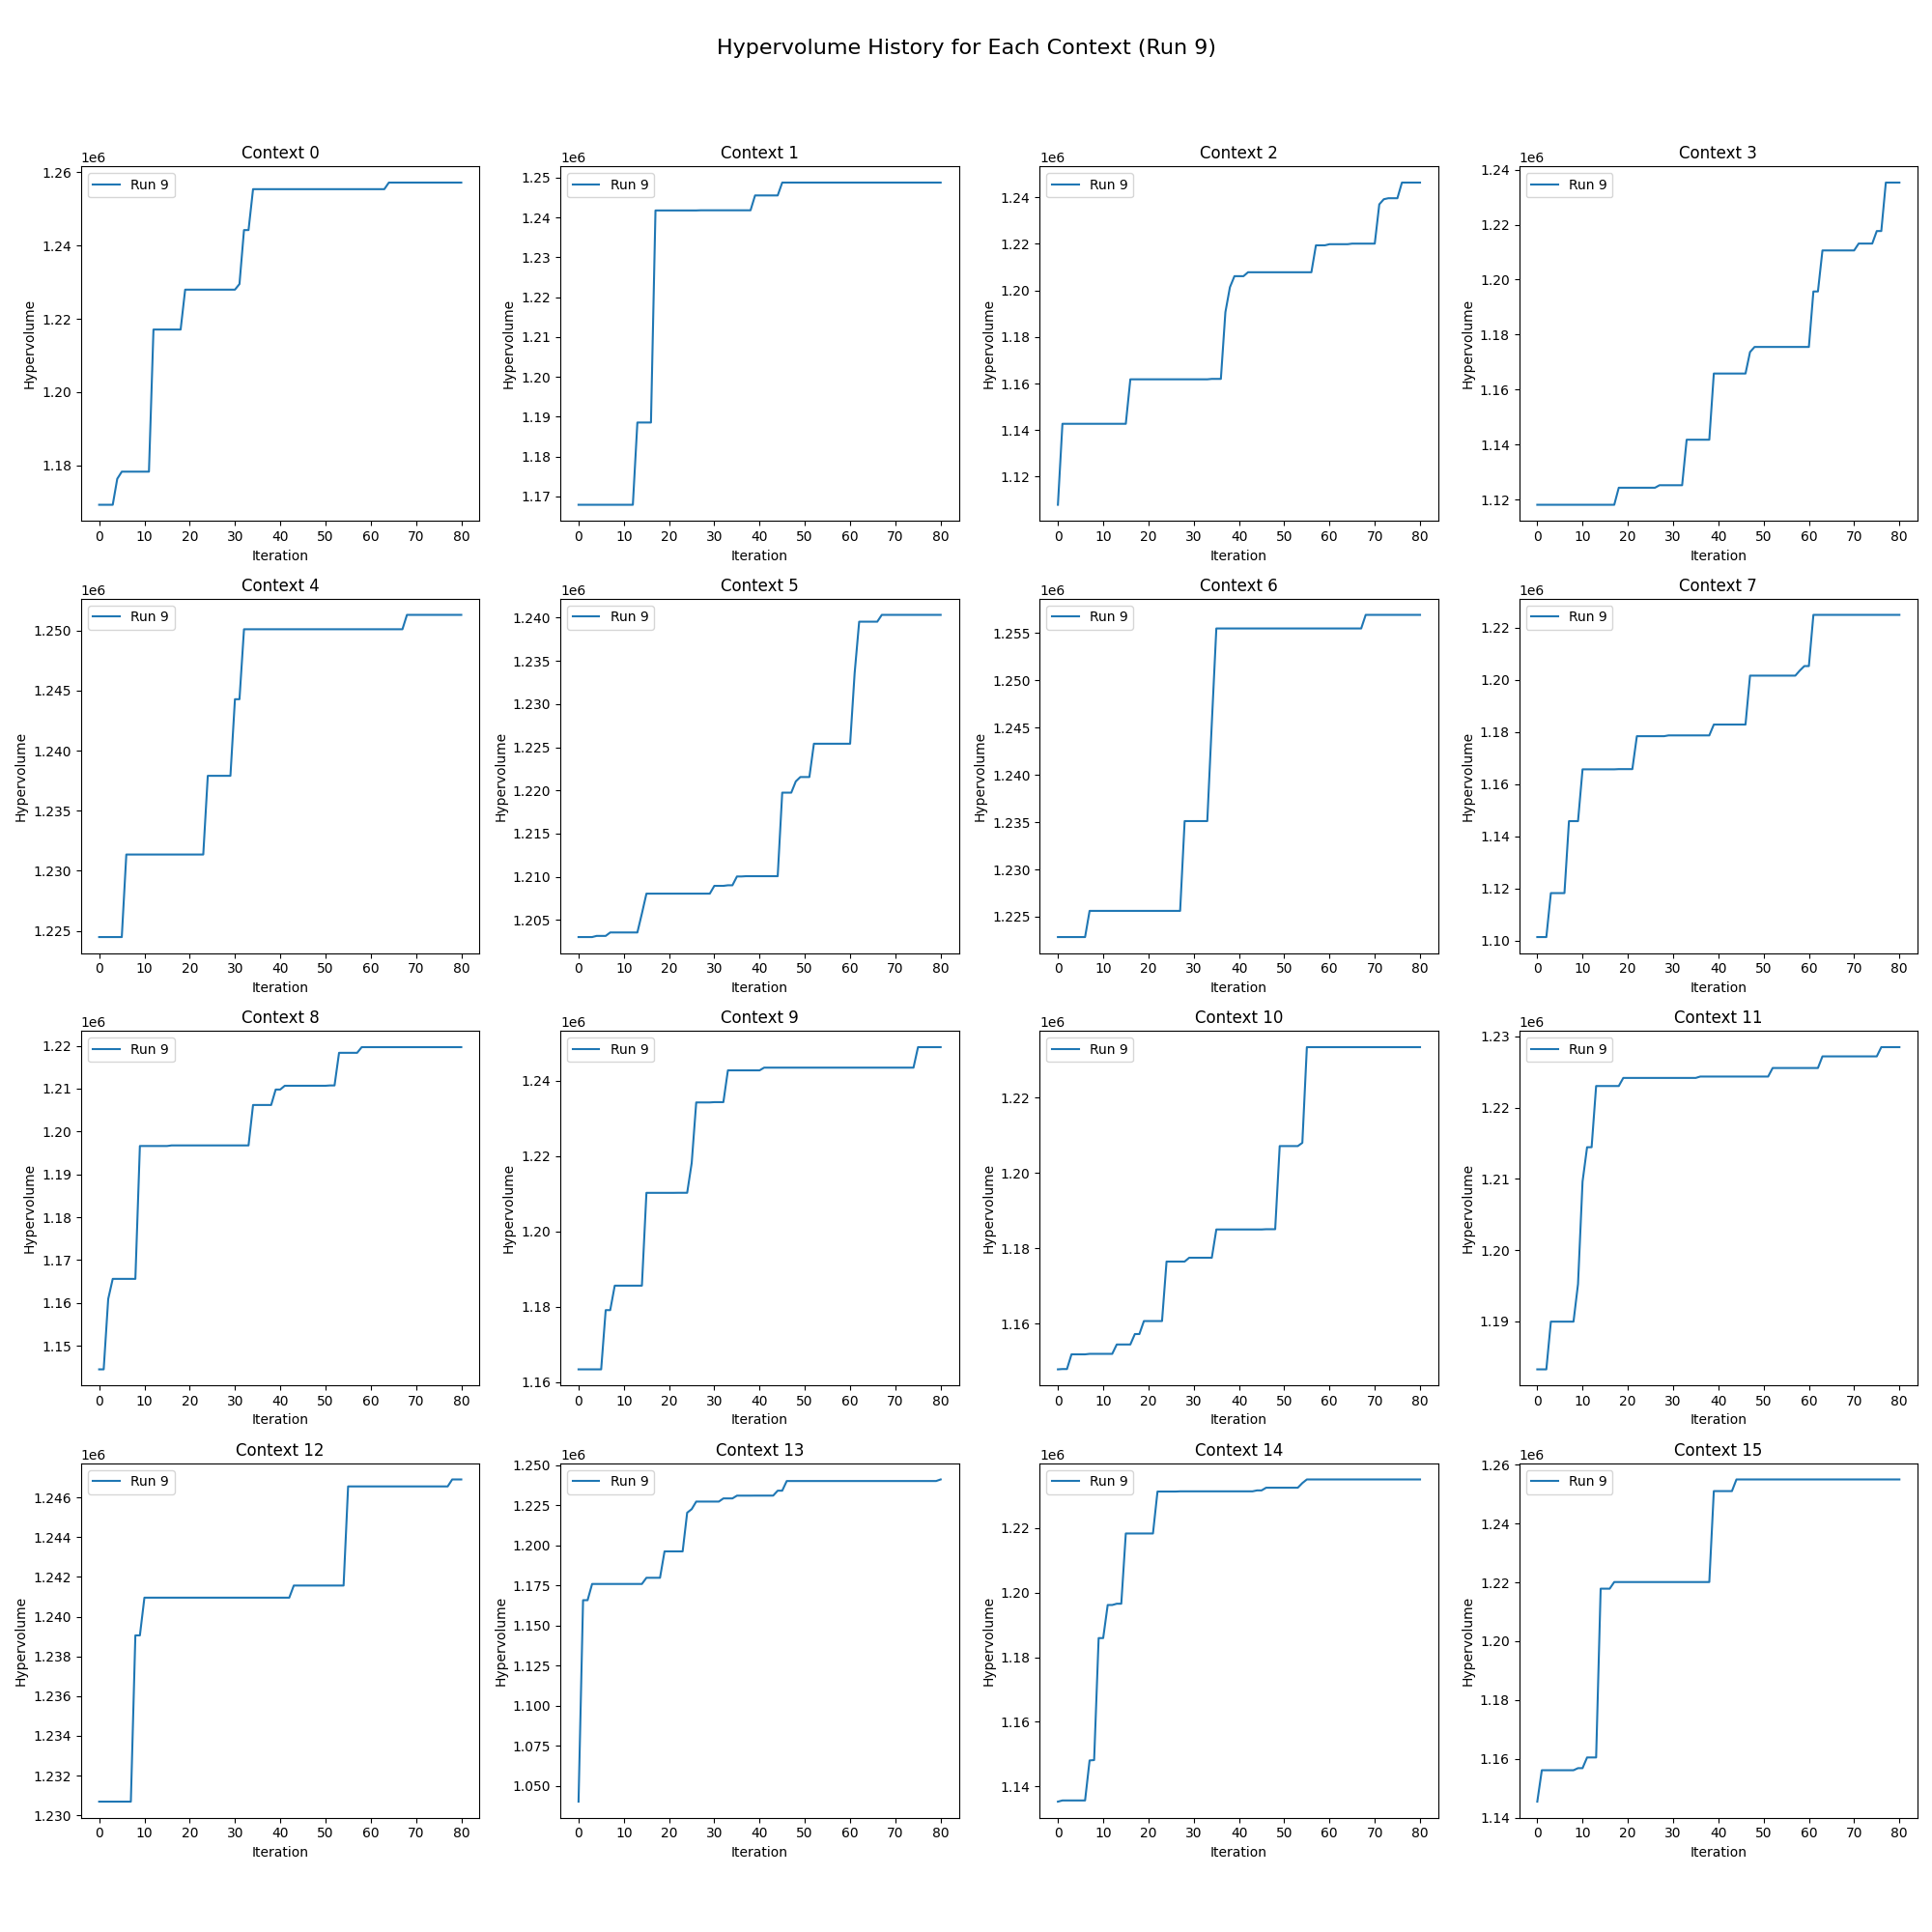 Hypervolume History for Each Context (Run 9)
Context 0
1e6
Run 9
1.26
1.24
1.22
1.20
1.18
Hypervolume
0 10 20 30 40 50 60 70 80
Iteration
Context 1
1e6
Run 9
1.25
1.24
1.23
1.22
1.21
1.20
1.19
1.18
1.17
Hypervolume
0 10 20 30 40 50 60 70 80
Iteration
Context 2
1e6
Run 9
1.24
1.22
1.20
1.18
1.16
1.14
1.12
Hypervolume
0 10 20 30 40 50 60 70 80
Iteration
Context 3
1e6
Run 9
1.24
1.22
1.20
1.18
1.16
1.14
1.12
Hypervolume
0 10 20 30 40 50 60 70 80
Iteration
Context 4
1e6
Run 9
1.250
1.245
1.240
1.235
1.230
1.225
Hypervolume
0 10 20 30 40 50 60 70 80
Iteration
Context 5
1e6
Run 9
1.240
1.235
1.230
1.225
1.220
1.215
1.210
1.205
Hypervolume
0 10 20 30 40 50 60 70 80
Iteration
Context 6
1e6
Run 9
1.255
1.250
1.245
1.240
1.235
1.230
1.225
Hypervolume
0 10 20 30 40 50 60 70 80
Iteration
Context 7
1e6
Run 9
1.22
1.20
1.18
1.16
1.14
1.12
1.10
Hypervolume
0 10 20 30 40 50 60 70 80
Iteration
Context 8
1e6
Run 9
1.22
1.21
1.20
1.19
1.18
1.17
1.16
1.15
Hypervolume
0 10 20 30 40 50 60 70 80
Iteration
Context 9
1e6
Run 9
1.24
1.22
1.20
1.18
1.16
Hypervolume
0 10 20 30 40 50 60 70 80
Iteration
Context 10
1e6
Run 9
1.22
1.20
1.18
1.16
Hypervolume
0 10 20 30 40 50 60 70 80
Iteration
Context 11
1e6
Run 9
1.23
1.22
1.21
1.20
1.19
Hypervolume
0 10 20 30 40 50 60 70 80
Iteration
Context 12
1e6
Run 9
1.246
1.244
1.242
1.240
1.238
1.236
1.234
1.232
1.230
Hypervolume
0 10 20 30 40 50 60 70 80
Iteration
Context 13
1e6
Run 9
1.250
1.225
1.200
1.175
1.150
1.125
1.100
1.075
1.050
Hypervolume
0 10 20 30 40 50 60 70 80
Iteration
Context 14
1e6
Run 9
1.22
1.20
1.18
1.16
1.14
Hypervolume
0 10 20 30 40 50 60 70 80
Iteration
Context 15
1e6
Run 9
1.26
1.24
1.22
1.20
1.18
1.16
1.14
Hypervolume
0 10 20 30 40 50 60 70 80
Iteration